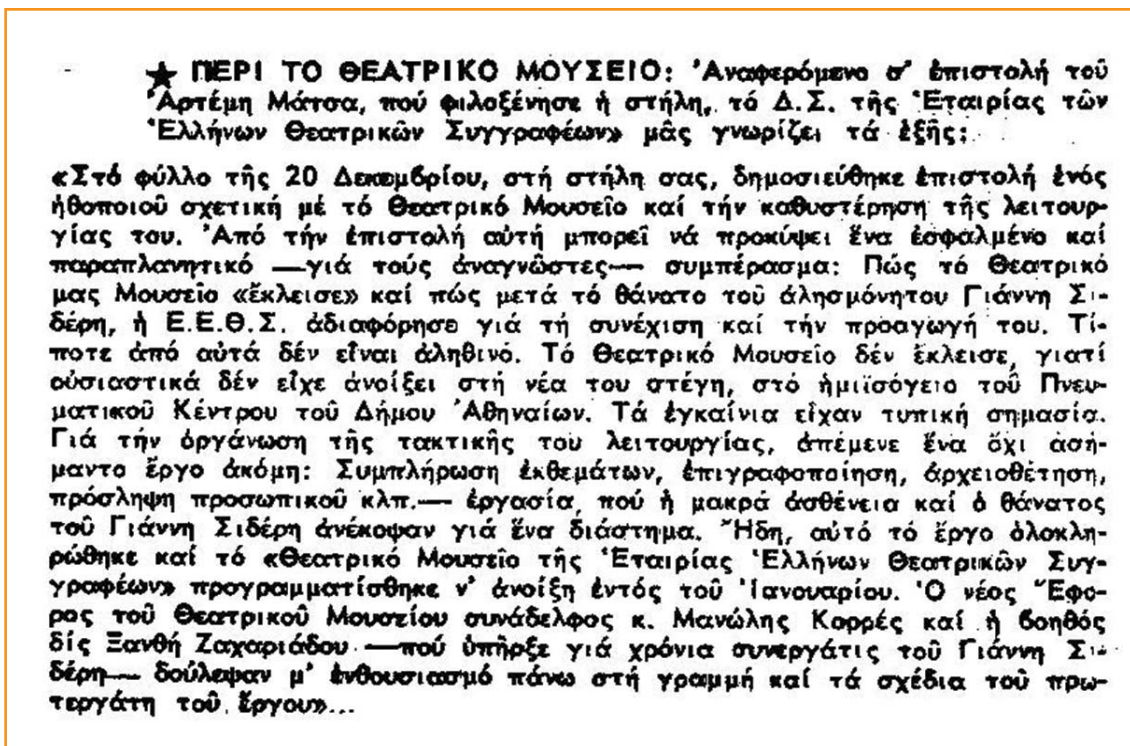 ★ ΠΕΡΙ ΤΟ ΘΕΑΤΡΙΚΟ ΜΟΥΣΕΙΟ: Ἀναφερόμενο σ' ἐπιστολή τοῦ
Ἀρτέμη Μάτσα, πού φιλοξένησε ἡ στήλη, τό Δ.Σ. τῆς Ἑταιρίας τῶν
Ἑλλήνων Θεατρικῶν Συγγραφέων» μᾶς γνωρίζει τά ἑξῆς:
«Στό φύλλο τῆς 20 Δεκεμβρίου, στή στήλη σας, δημοσιεύθηκε ἐπιστολή ἑνός
ἠθοποιοῦ σχετική μέ τό Θεατρικό Μουσεῖο καί τήν καθυστέρηση τῆς λειτουρ-
γίας του. Ἀπό τήν ἐπιστολή αὐτή μπορεῖ νά προκύψει ἕνα ἐσφαλμένο καί
παραπλανητικό —γιά τούς ἀναγνῶστες— συμπέρασμα: Πώς τό Θεατρικό
μας Μουσεῖο «ἔκλεισε» καί πώς μετά τό θάνατο τοῦ ἀλησμόνητου Γιάννη Σι-
δέρη, ἡ Ε.Ε.Θ.Σ. ἀδιαφόρησε γιά τή συνέχιση καί τήν προαγωγή του. Τί-
ποτε ἀπό αὐτά δέν εἶναι ἀληθινό. Τό Θεατρικό Μουσεῖο δέν ἔκλεισε, γιατί
οὐσιαστικά δέν εἶχε ἀνοίξει στή νέα του στέγη, στό ἡμιϊσόγειο τοῦ Πνευ-
ματικοῦ Κέντρου τοῦ Δήμου Ἀθηναίων. Τά ἐγκαίνια εἶχαν τυπική σημασία.
Γιά τήν ὀργάνωση τῆς τακτικῆς του λειτουργίας, ἀπέμενε ἕνα ὄχι ἀσή-
μαντο ἔργο ἀκόμη: Συμπλήρωση ἐκθεμάτων, ἐπιγραφοποίηση, ἀρχειοθέτηση,
πρόσληψη προσωπικοῦ κλπ.— ἐργασία, πού ἡ μακρά ἀσθένεια καί ὁ θάνατος
τοῦ Γιάννη Σιδέρη ἀνέκοψαν γιά ἕνα διάστημα. Ἤδη, αὐτό τό ἔργο ὁλοκλη-
ρώθηκε καί τό «Θεατρικό Μουσεῖο τῆς Ἑταιρίας Ἑλλήνων Θεατρικῶν Συγ-
γραφέων» προγραμματίσθηκε ν' ἀνοίξη ἐντός τοῦ Ἰανουαρίου. Ὁ νέος Ἔφο-
ρος τοῦ Θεατρικοῦ Μουσείου συνάδελφος κ. Μανώλης Κορρές καί ἡ βοηθός
δίς Ξανθή Ζαχαριάδου —πού ὑπῆρξε γιά χρόνια συνεργάτις τοῦ Γιάννη Σι-
δέρη— δούλεψαν μ' ἐνθουσιασμό πάνω στή γραμμή καί τά σχέδια τοῦ πρω-
τεργάτη τοῦ ἔργου»...